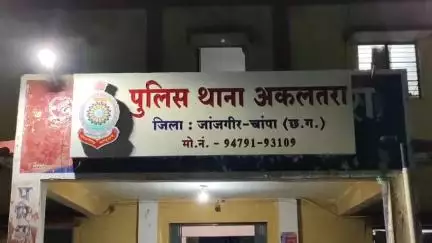 पुलिस थाना अकलतरा
जिला : जांजगीर-चांपा (छ.ग.)
मो.नं. - 94791-93109